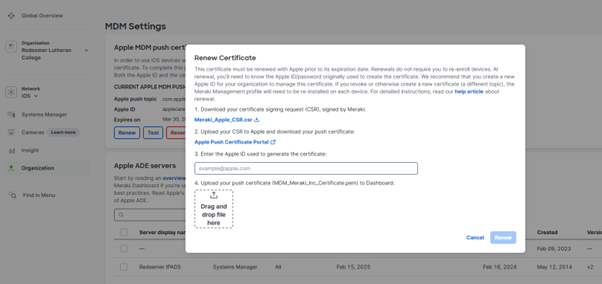 Global Overview
MDM Settings
Organization
Redeemer Lutheran
College
Network
iOS
Systems Manager
Cameras
Learn more
Insight
Organization
Find in Menu
Apple MDM push cert
In order to use iOS devices w
To complete this p
Both the Apple ID and the ce
CURRENT APPLE MDM PUSH
Apple push topic com.app
Apple ID applecar
Expires on Mar 30,
Renew
Test
Revo
Apple ADE servers
Start by reading an overview
Meraki Dashboard if you're u
best practices. Read Apple's
of Apple ADE.
Renew Certificate
This certificate must be renewed with Apple prior to its expiration date. Renewals do not require you to re-enroll devices. At
renewal, you'll need to know the Apple ID/password originally used to create the certificate. We recommend that you create a new
Apple ID for your organization to manage this certificate. If you revoke or otherwise create a new certificate (a different topic), the
Meraki Management profile will need to be re-installed on each device. For detailed instructions, read our help article about
renewal.
1. Download your certificate signing request (CSR), signed by Meraki:
Meraki_Apple_CSR.csr
2. Upload your CSR to Apple and download your push certificate:
Apple Push Certificate Portal
3. Enter the Apple ID used to generate the certificate:
example@apple.com
4. Upload your push certificate (MDM_Meraki_Inc_Certificate.pem) to Dashboard:
Drag and
drop file
here
Cancel
Renew
Server display nam
Created
Versio
—
—
Feb 09, 2023
—
Redeemer IPADS
Systems Manager
All
Feb 15, 2025
Feb 16, 2024
May 12, 2014
v2